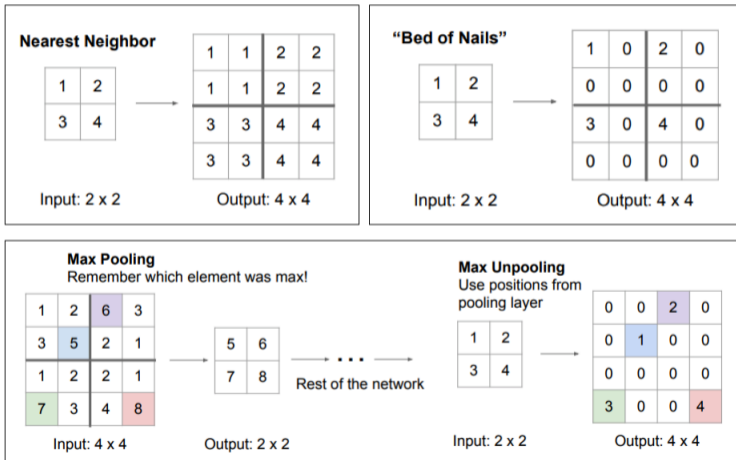 Nearest Neighbor
1 2
3 4
1 1 2 2
1 1 2 2
3 3 4 4
3 3 4 4
Input: 2 x 2
Output: 4 x 4
“Bed of Nails”
1 2
3 4
1 0 2 0
0 0 0 0
3 0 4 0
0 0 0 0
Input: 2 x 2
Output: 4 x 4
Max Pooling
Remember which element was max!
1 2 6 3
3 5 2 1
1 2 2 1
7 3 4 8
Input: 4 x 4
5 6
7 8
Output: 2 x 2
...
Rest of the network
Max Unpooling
Use positions from
pooling layer
1 2
3 4
Input: 2 x 2
0 0 2 0
0 1 0 0
0 0 0 0
3 0 0 4
Output: 4 x 4